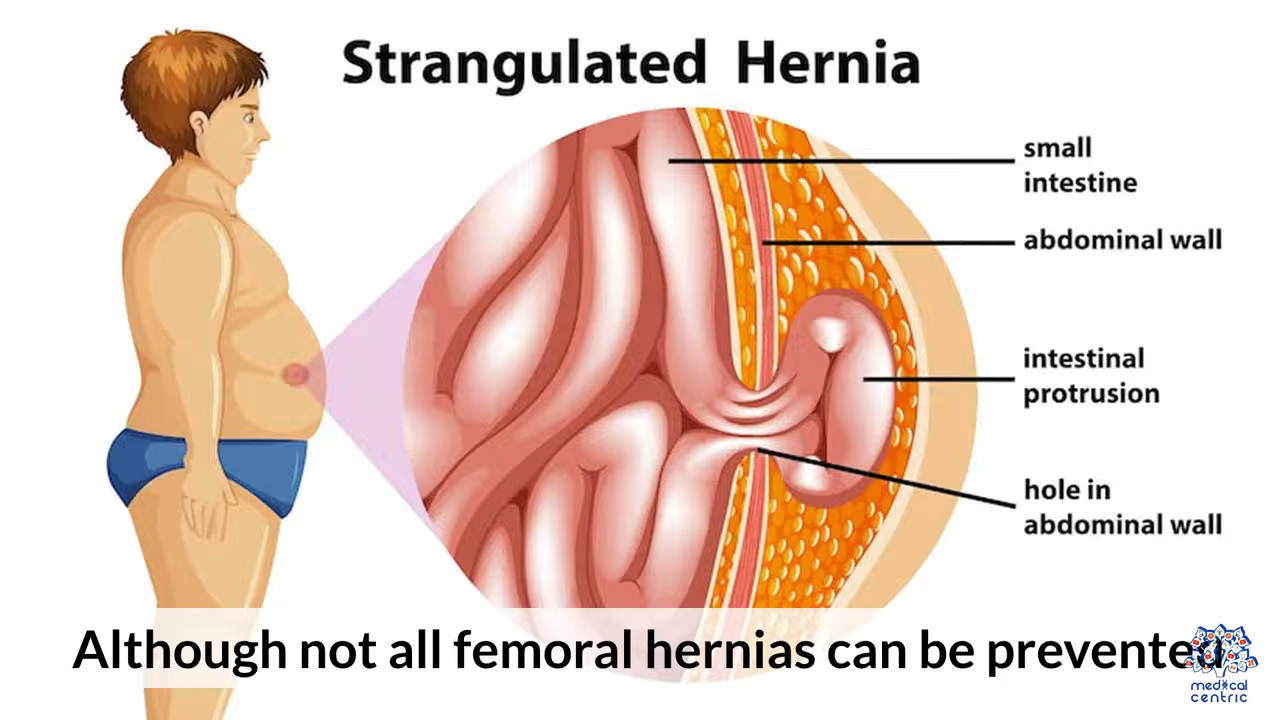 Strangulated Hernia
small
intestine
abdominal wall
intestinal
protrusion
hole in
abdominal wall
Although not all femoral hernias can be prevented
medical
centric